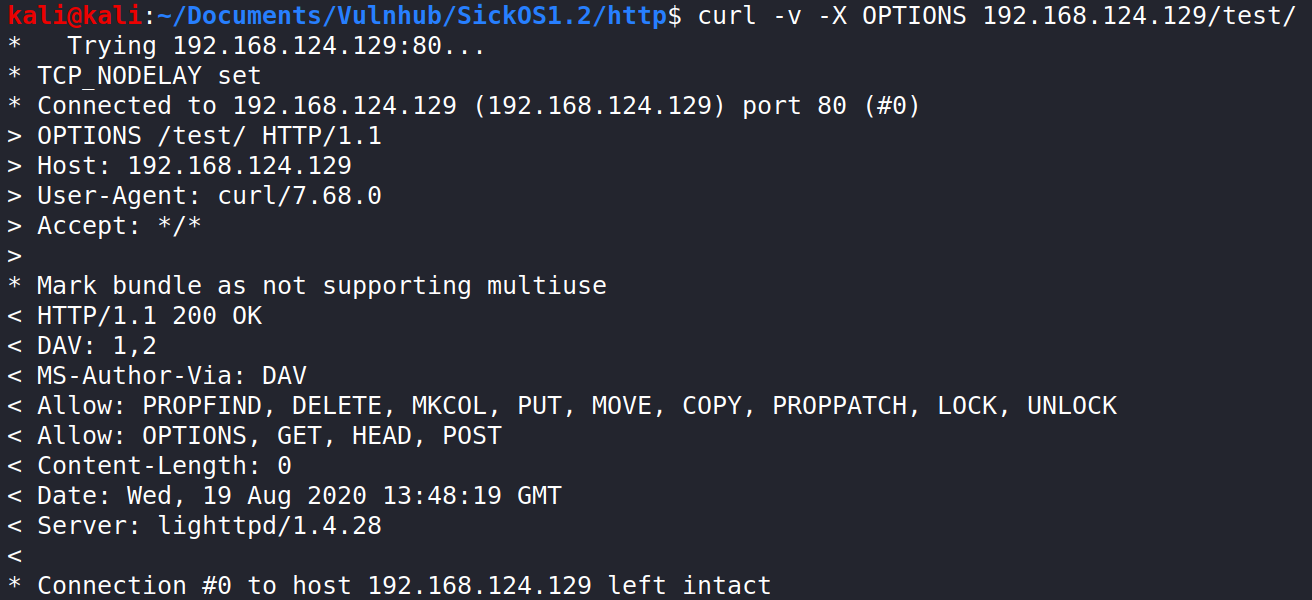 kali@kali:~/Documents/Vulnhub/SickOS1.2/http$ curl -v -X OPTIONS 192.168.124.129/test/
*   Trying 192.168.124.129:80...
* TCP_NODELAY set
* Connected to 192.168.124.129 (192.168.124.129) port 80 (#0)
> OPTIONS /test/ HTTP/1.1
> Host: 192.168.124.129
> User-Agent: curl/7.68.0
> Accept: */*
>
* Mark bundle as not supporting multiuse
< HTTP/1.1 200 OK
< DAV: 1,2
< MS-Author-Via: DAV
< Allow: PROPFIND, DELETE, MKCOL, PUT, MOVE, COPY, PROPPATCH, LOCK, UNLOCK
< Allow: OPTIONS, GET, HEAD, POST
< Content-Length: 0
< Date: Wed, 19 Aug 2020 13:48:19 GMT
< Server: lighttpd/1.4.28
<
* Connection #0 to host 192.168.124.129 left intact